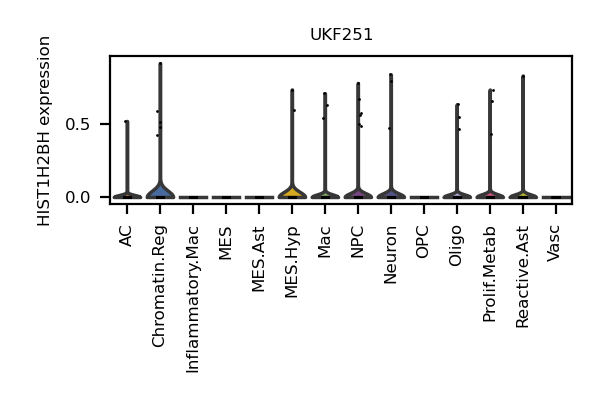 UKF251
HIST1H2BH expression
0.5
0.0
AC
Chromatin.Reg
Inflammatory.Mac
MES
MES.Ast
MES.Hyp
Mac
NPC
Neuron
OPC
Oligo
Prolif.Metab
Reactive.Ast
Vasc